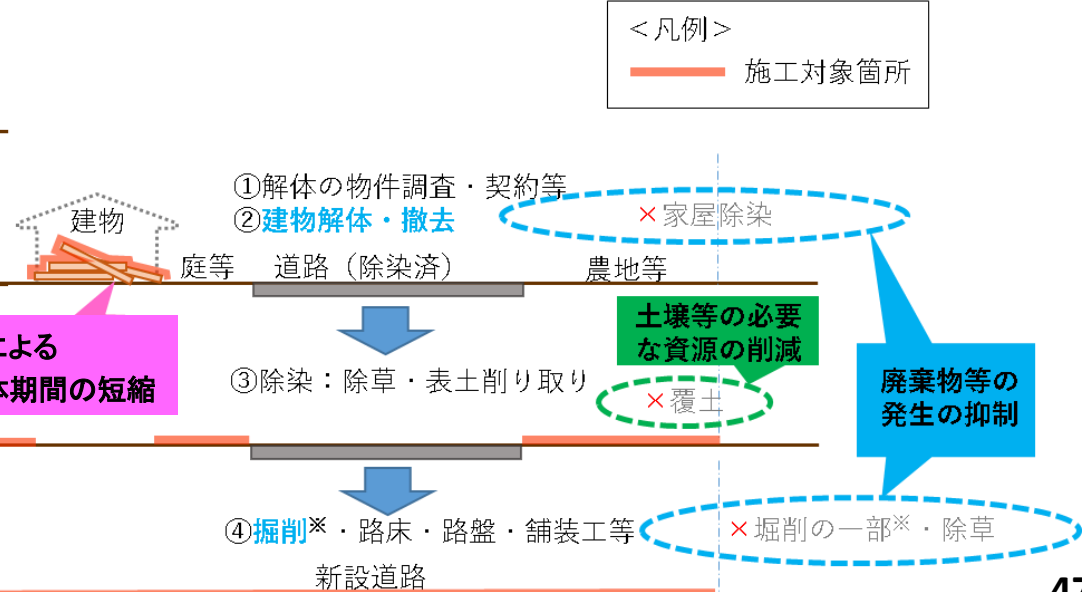 ＜凡例＞
施工対象箇所
①解体の物件調査・契約等
②建物解体・撤去
×家屋除染
建物
庭等
道路（除染済）
農地等
土壌等の必要
な資源の削減
による
期間の短縮
③除染：除草・表土削り取り
×覆土
廃棄物等の
発生の抑制
④掘削※・路床・路盤・舗装工等
×堀削の一部※・除草
新設道路
47